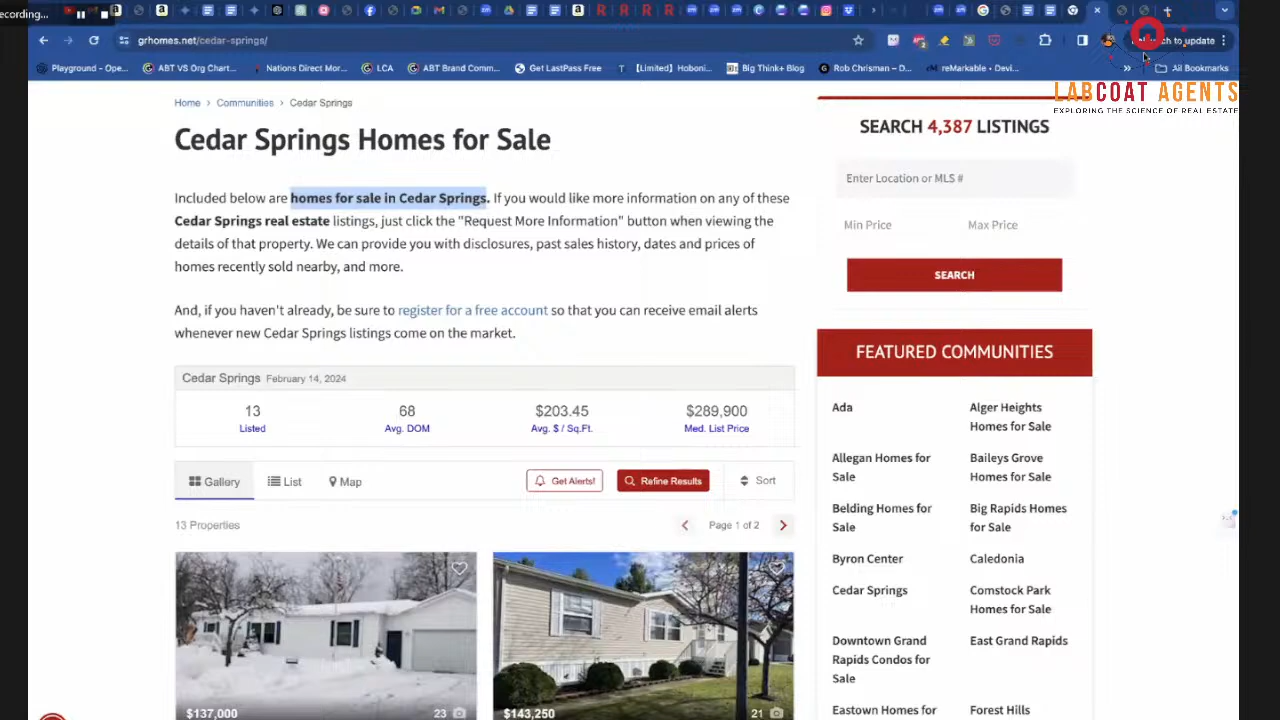 ning...
grhomes.net/cedar-springs/
to update
Playground – Ope...
ABT VS Org Chart...
Nations Direct Mor...
LCA
ABT Brand Comm...
Get LastPass Free
[Limited] Hoboni...
Big Think+ Blog
Rob Chrisman – D...
reMarkable • Devi...
»
All Bookmarks
LABCOAT AGENTS
EXPLORING THE SCIENCE OF REAL ESTATE
Home > Communities > Cedar Springs
Cedar Springs Homes for Sale
Included below are homes for sale in Cedar Springs. If you would like more information on any of these
Cedar Springs real estate listings, just click the "Request More Information" button when viewing the
details of that property. We can provide you with disclosures, past sales history, dates and prices of
homes recently sold nearby, and more.
And, if you haven't already, be sure to register for a free account so that you can receive email alerts
whenever new Cedar Springs listings come on the market.
Cedar Springs February 14, 2024
13 68 $203.45 $289,900
Listed Avg. DOM Avg. $ / Sq.Ft. Med. List Price
Gallery List Map Get Alerts! Refine Results Sort
13 Properties Page 1 of 2
$137,000 23
$143,250 21
SEARCH 4,387 LISTINGS
Enter Location or MLS #
Min Price Max Price
SEARCH
FEATURED COMMUNITIES
Ada
Alger Heights
Homes for Sale
Allegan Homes for
Sale
Baileys Grove
Homes for Sale
Belding Homes for
Sale
Big Rapids Homes
for Sale
Byron Center
Caledonia
Cedar Springs
Comstock Park
Homes for Sale
Downtown Grand
Rapids Condos for
Sale
East Grand Rapids
Eastown Homes for
Forest Hills